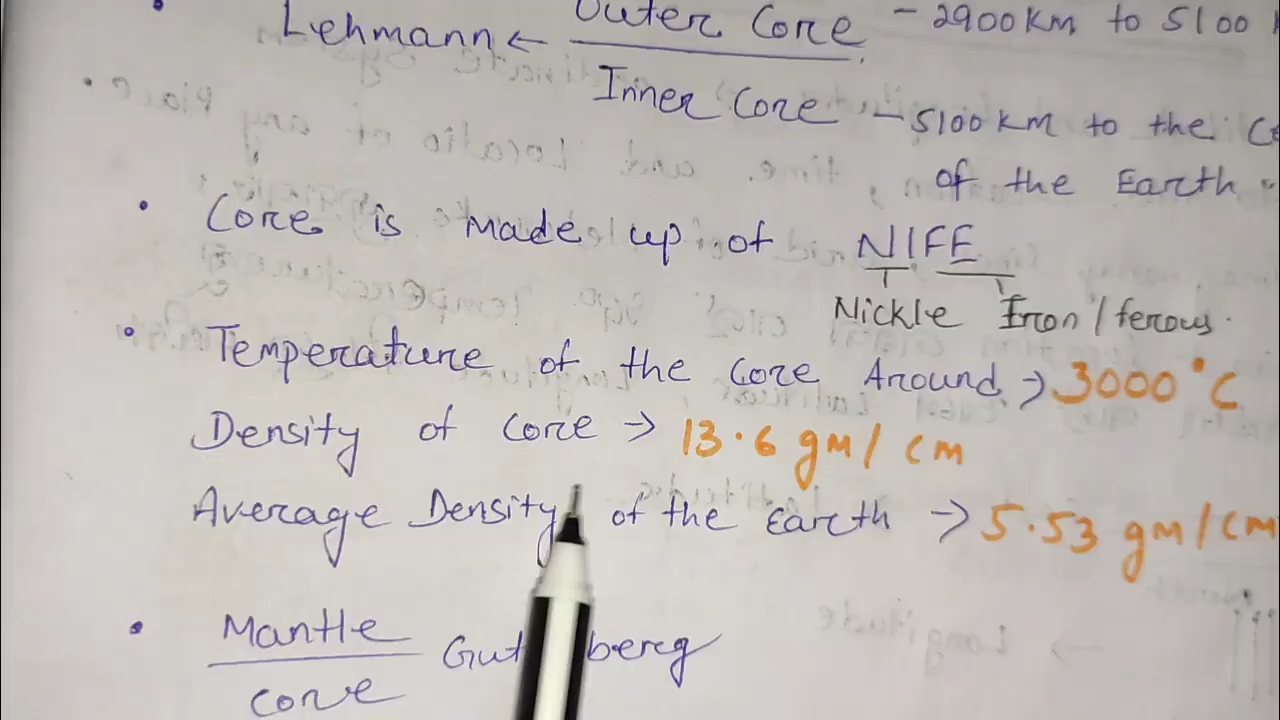 Outer Core - 2900Km to 5100
Lehmann ←
Inner Core - 5100 Km to the
of the Earth
Core is made up of NIFE
Nickle Iron/ferous.
Temperature of the Core Around → 3000°C
Density of Core → 13.6 gm/cm
Average Density of the Earth → 5.53 gm/cm
Mantle
Core